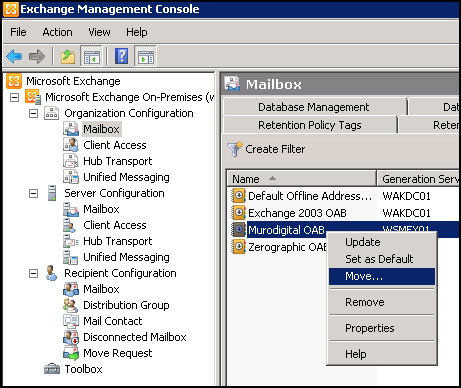 Exchange Management Console
File Action View Help
Microsoft Exchange
Microsoft Exchange On-Premises (w
Organization Configuration
Mailbox
Client Access
Hub Transport
Unified Messaging
Server Configuration
Mailbox
Client Access
Hub Transport
Unified Messaging
Recipient Configuration
Mailbox
Distribution Group
Mail Contact
Disconnected Mailbox
Move Request
Toolbox
Mailbox
Database Management Dat
Retention Policy Tags Reten
Create Filter
Name Generation Serv
Default Offline Address... WAKDC01
Exchange 2003 OAB WAKDC01
Murodigital OAB WSMEX01
Zerographic OAB
Update
Set as Default
Move...
Remove
Properties
Help